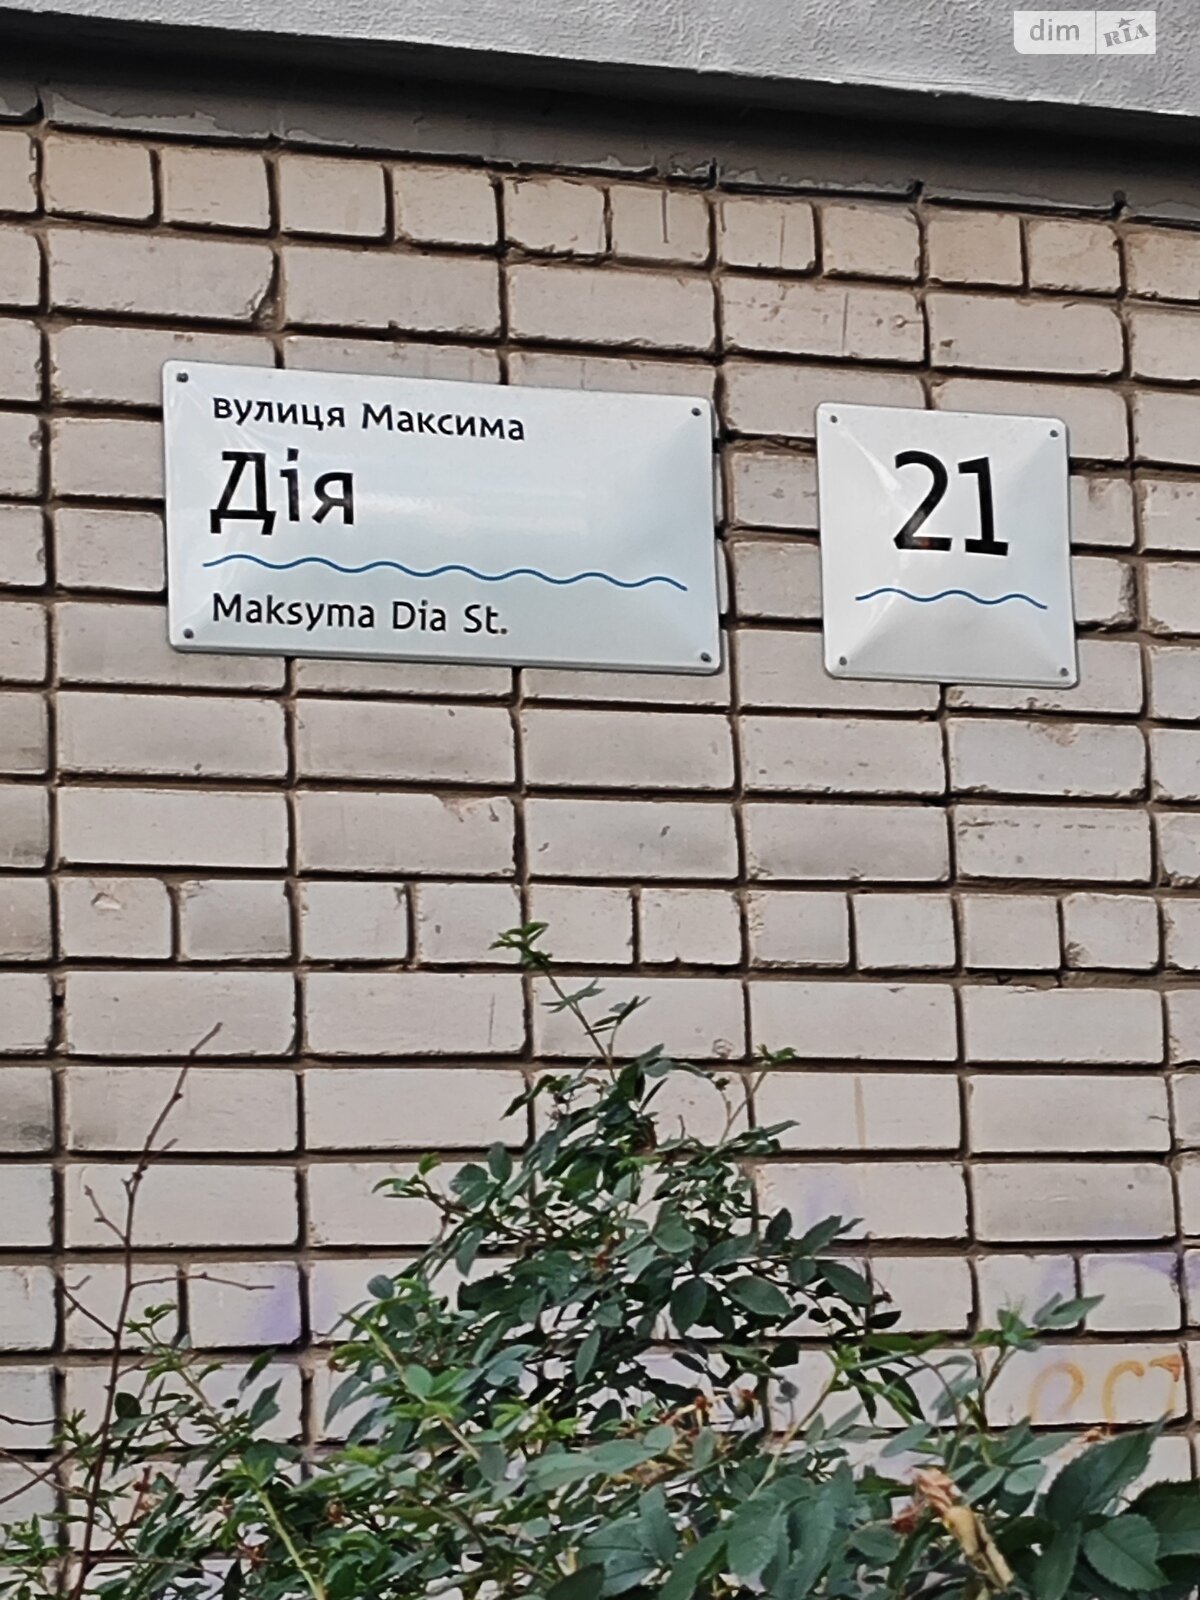 dim RIA
вулиця Максима
Дія
Maksyma Dia St.
21